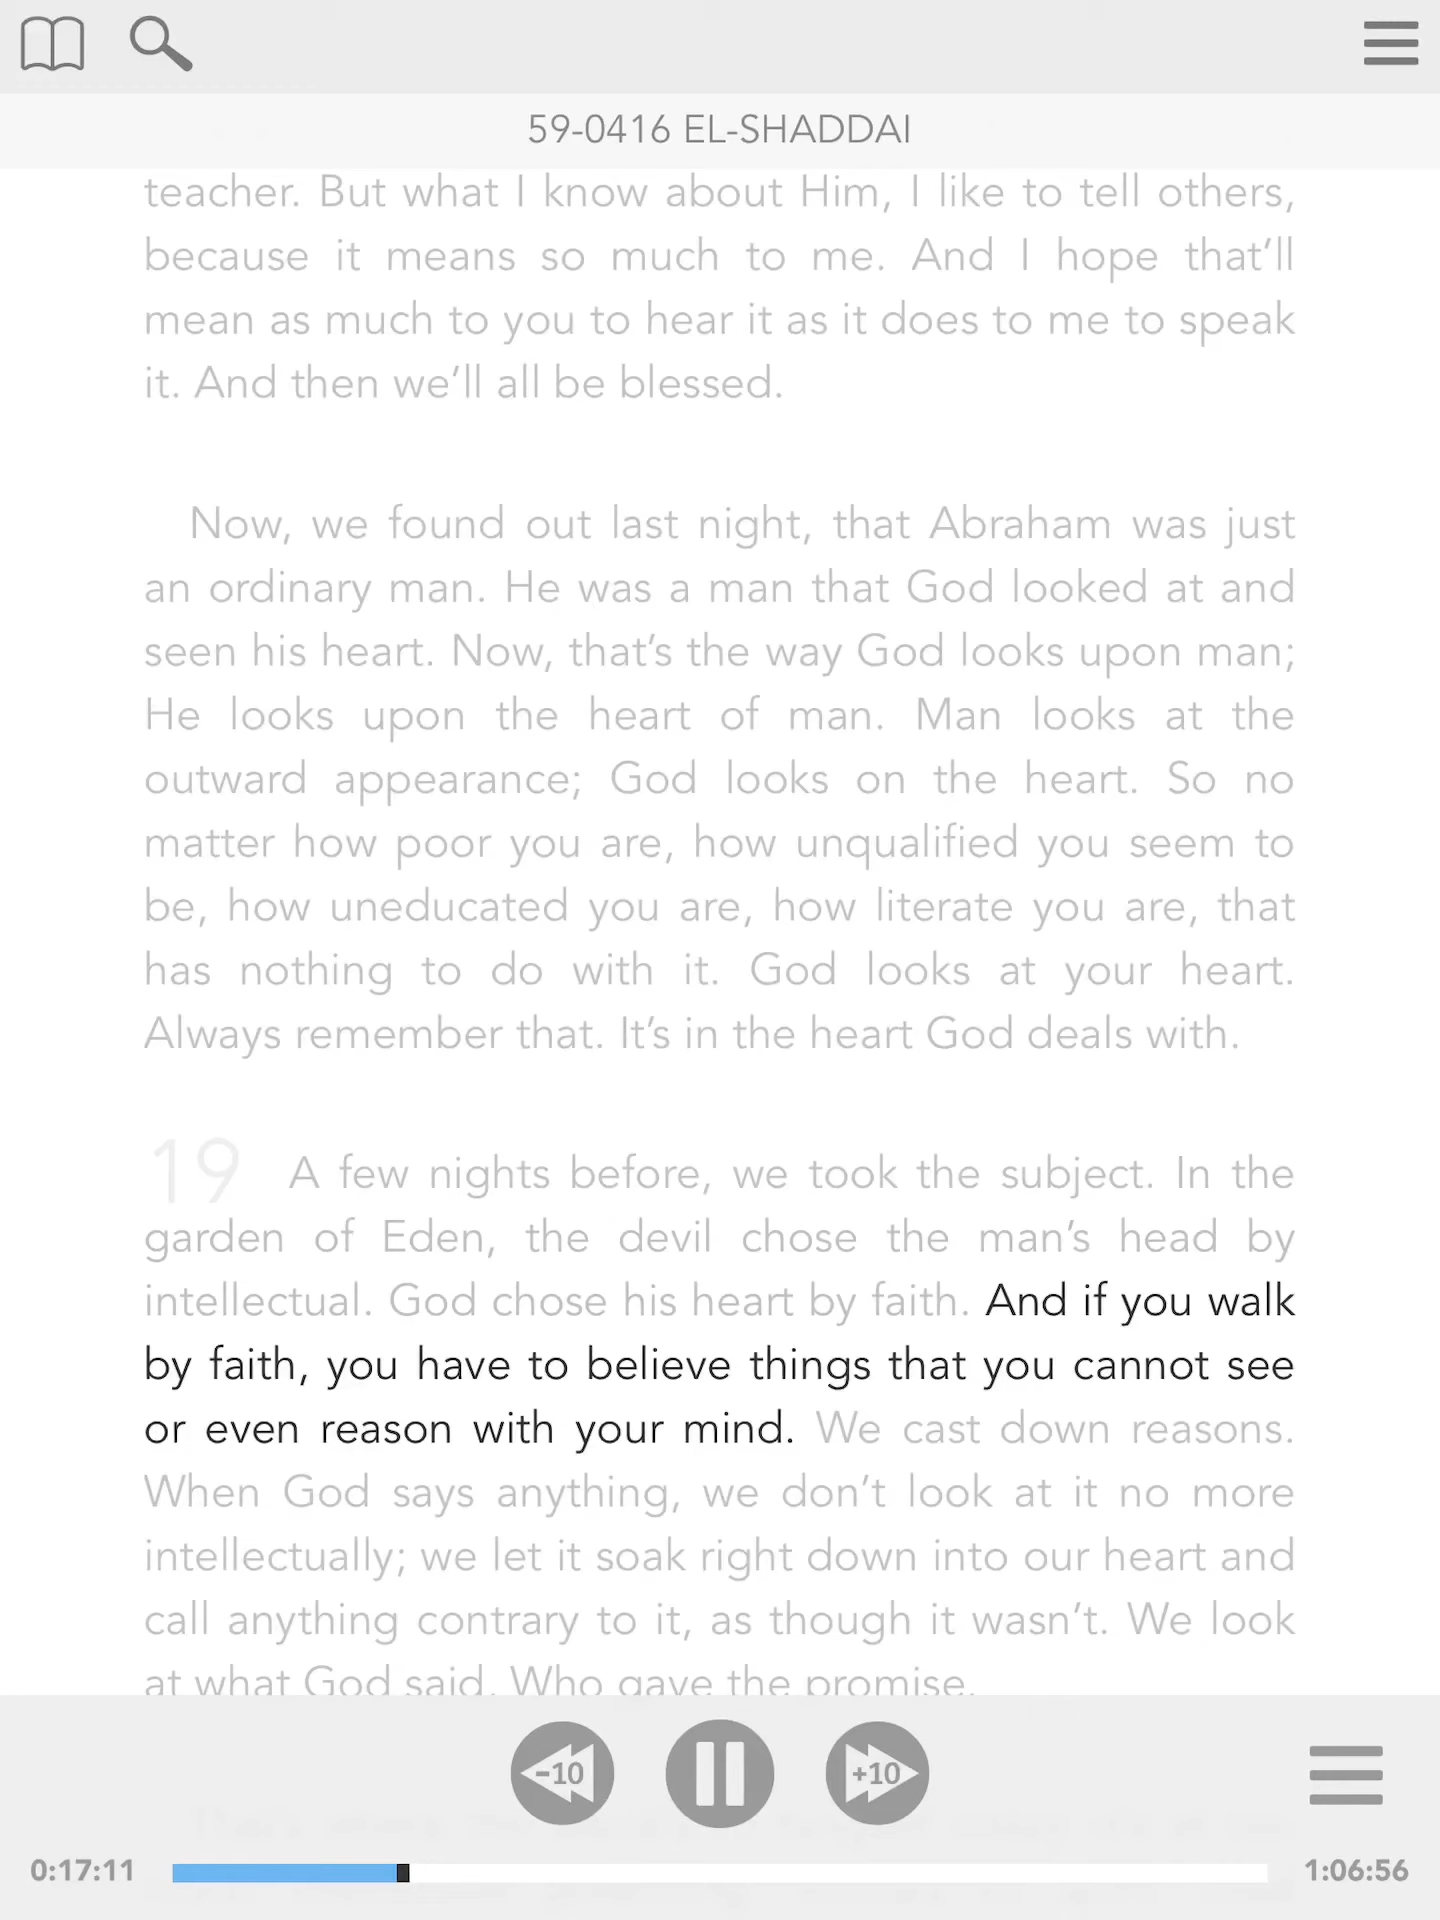 59-0416 EL-SHADDAI
teacher. But what I know about Him, I like to tell others,
because it means so much to me. And I hope that’ll
mean as much to you to hear it as it does to me to speak
it. And then we’ll all be blessed.
Now, we found out last night, that Abraham was just
an ordinary man. He was a man that God looked at and
seen his heart. Now, that’s the way God looks upon man;
He looks upon the heart of man. Man looks at the
outward appearance; God looks on the heart. So no
matter how poor you are, how unqualified you seem to
be, how uneducated you are, how literate you are, that
has nothing to do with it. God looks at your heart.
Always remember that. It’s in the heart God deals with.
19 A few nights before, we took the subject. In the
garden of Eden, the devil chose the man’s head by
intellectual. God chose his heart by faith. And if you walk
by faith, you have to believe things that you cannot see
or even reason with your mind. We cast down reasons.
When God says anything, we don’t look at it no more
intellectually; we let it soak right down into our heart and
call anything contrary to it, as though it wasn’t. We look
at what God said, Who gave the promise.
-10 +10
0:17:11 1:06:56